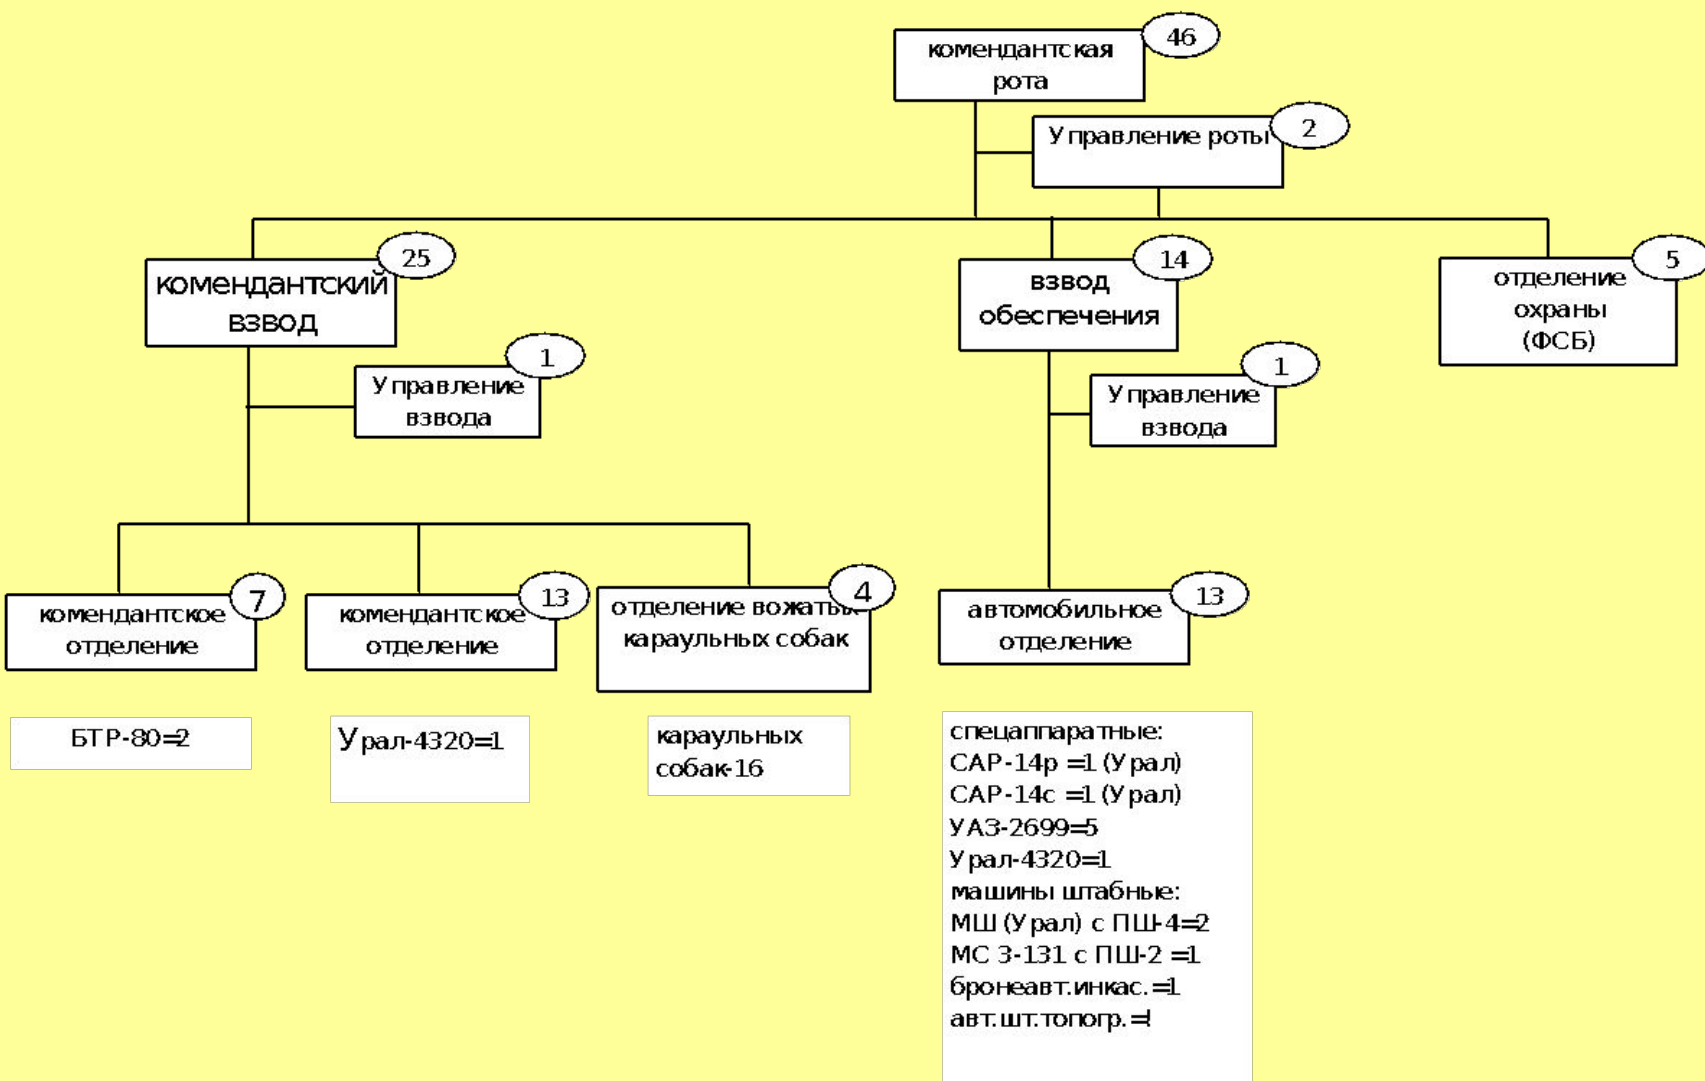 46
комендантская
рота
2
Управление роты
25
комендантский
взвод
14
взвод
обеспечения
5
отделение
охраны
(ФСБ)
1
Управление
взвода
1
Управление
взвода
7
комендантское
отделение
13
комендантское
отделение
4
отделение вожатых
караульных собак
13
автомобильное
отделение
БТР-80=2
Урал-4320=1
караульных
собак-16
спецаппаратные:
САР-14р =1 (Урал)
САР-14с =1 (Урал)
УАЗ-2699=5
Урал-4320=1
машины штабные:
МШ (Урал) с ПШ-4=2
МС 3-131 с ПШ-2 =1
бронеавт.инкас.=1
авт.шт.топогр.=